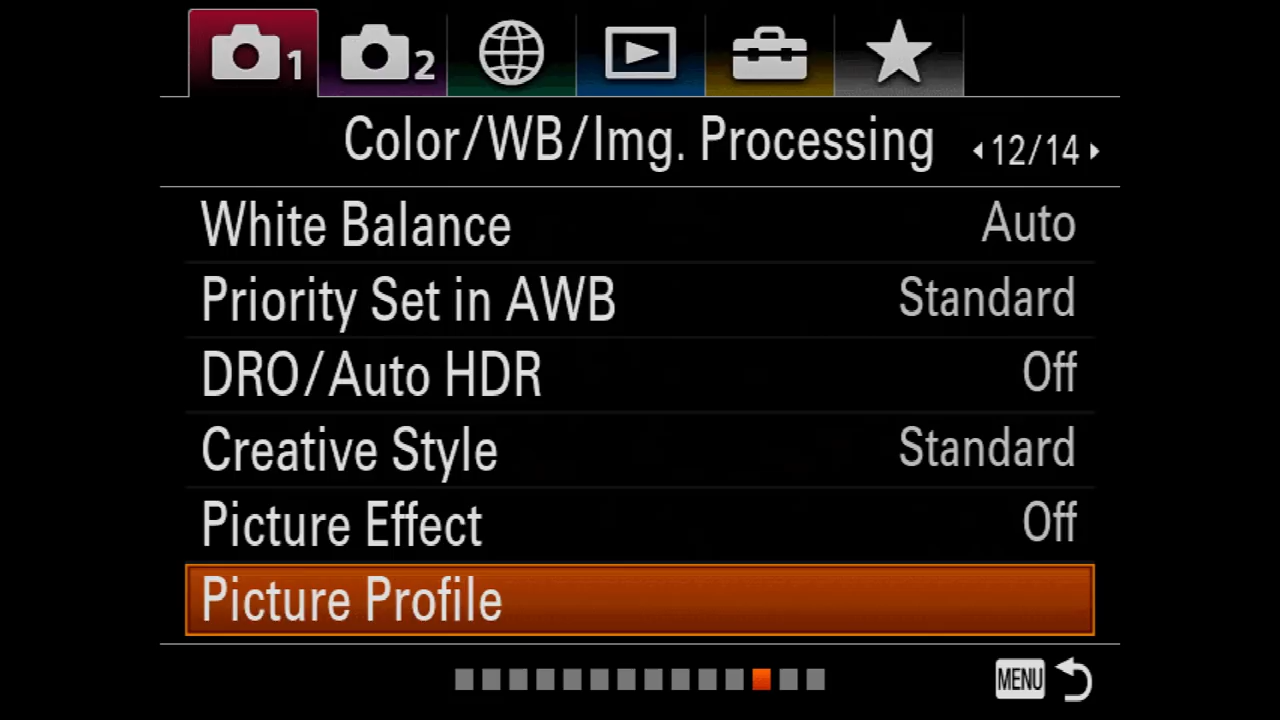 1 2
Color/WB/Img. Processing 12/14
White Balance Auto
Priority Set in AWB Standard
DRO/Auto HDR Off
Creative Style Standard
Picture Effect Off
Picture Profile
MENU